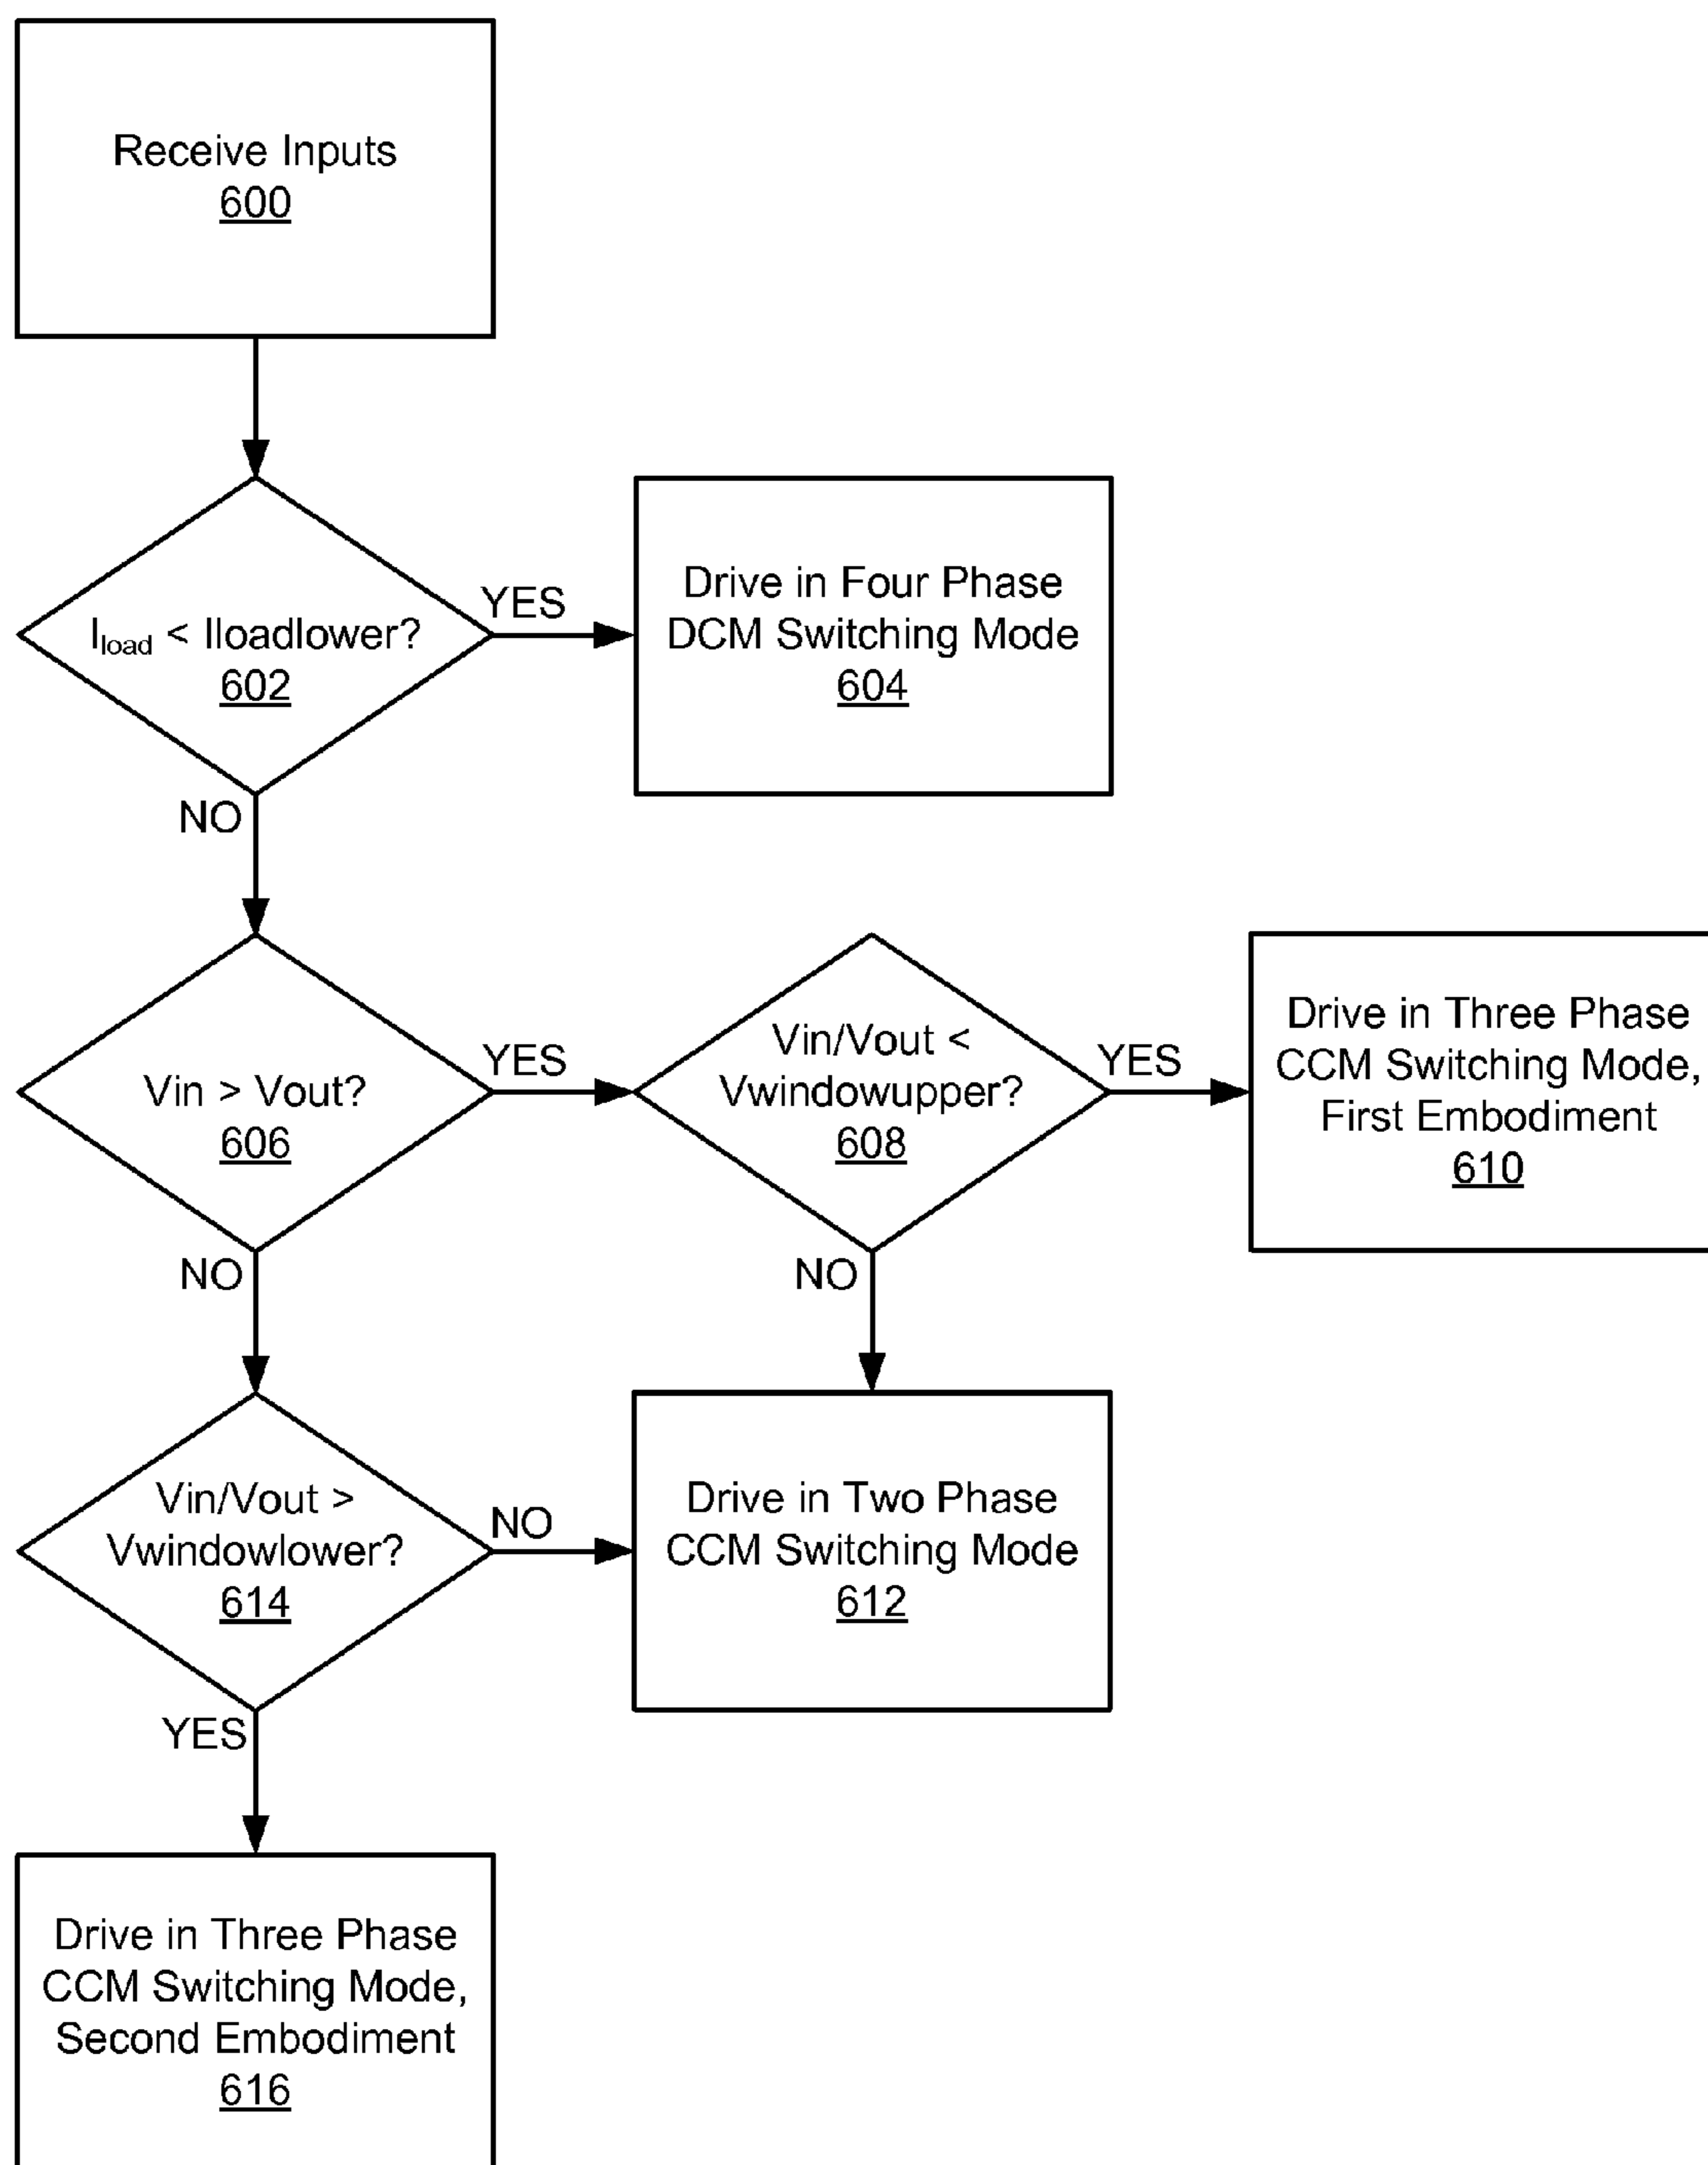 Receive Inputs
600
Iload < Iloadlower?
602
YES
Drive in Four Phase
DCM Switching Mode
604
NO
Vin > Vout?
606
YES
Vin/Vout <
Vwindowupper?
608
YES
Drive in Three Phase
CCM Switching Mode,
First Embodiment
610
NO
NO
Vin/Vout >
Vwindowlower?
614
NO
Drive in Two Phase
CCM Switching Mode
612
YES
Drive in Three Phase
CCM Switching Mode,
Second Embodiment
616